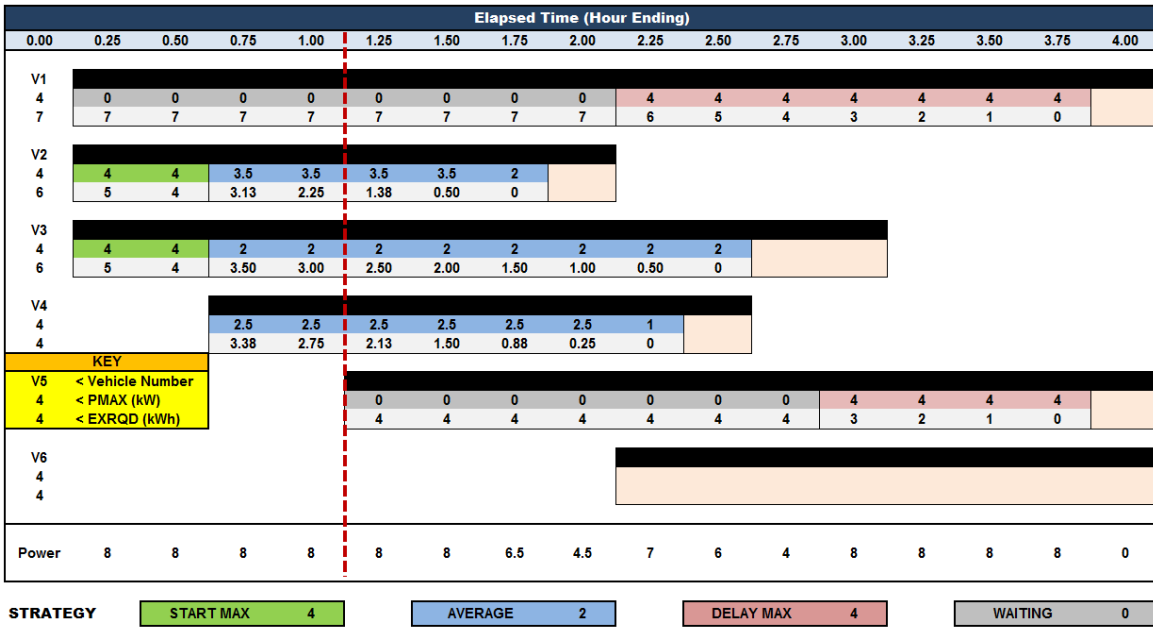 Elapsed Time (Hour Ending)
0.00 0.25 0.50 0.75 1.00 1.25 1.50 1.75 2.00 2.25 2.50 2.75 3.00 3.25 3.50 3.75 4.00
V1
4 0 0 0 0 0 0 0 0 4 4 4 4 4 4 4
7 7 7 7 7 7 7 7 7 6 5 4 3 2 1 0
V2
4 4 4 3.5 3.5 3.5 3.5 2
6 5 4 3.13 2.25 1.38 0.50 0
V3
4 4 4 2 2 2 2 2 2 2 2
6 5 4 3.50 3.00 2.50 2.00 1.50 1.00 0.50 0
V4
4 2.5 2.5 2.5 2.5 2.5 2.5 1
4 3.38 2.75 2.13 1.50 0.88 0.25 0
KEY
V5 < Vehicle Number
4 < PMAX (kW) 0 0 0 0 0 0 0 4 4 4 4
4 < EXRQD (kWh) 4 4 4 4 4 4 4 3 2 1 0
V6
4
4
Power 8 8 8 8 8 8 6.5 4.5 7 6 4 8 8 8 8 0
STRATEGY START MAX 4 AVERAGE 2 DELAY MAX 4 WAITING 0